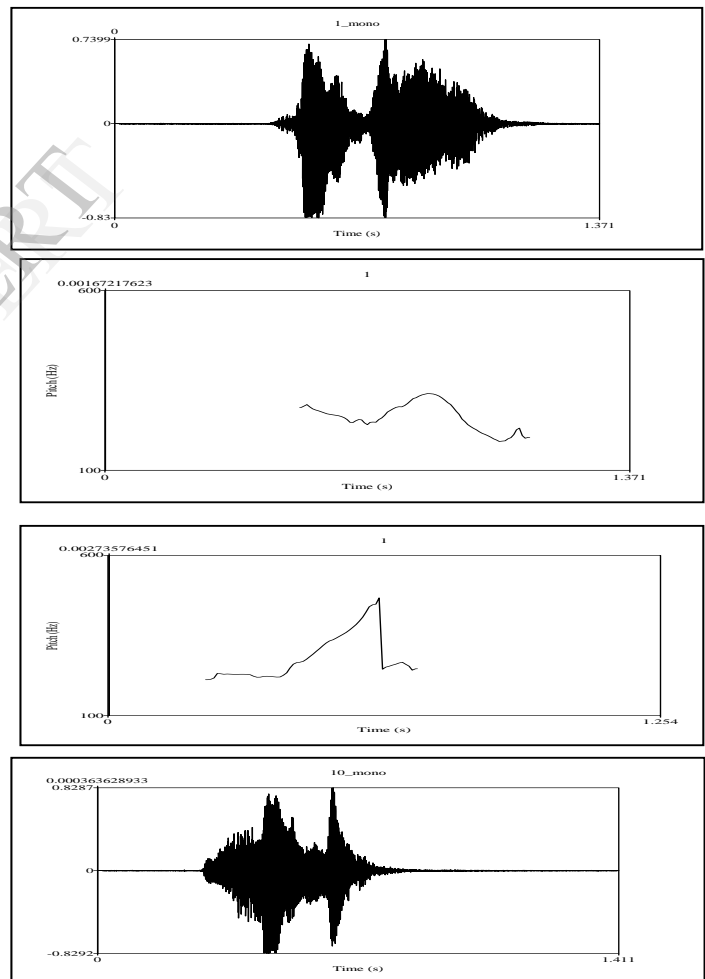 1_mono
0
0.7399
0
-0.83
0
1.371
Time (s)
1
0.00167217623
600
Pitch (Hz)
100
0
1.371
Time (s)
1
0.00273576451
600
Pitch (Hz)
100
0
1.254
Time (s)
10_mono
0.000363628933
0.8287
0
-0.8292
0
1.411
Time (s)
ERT